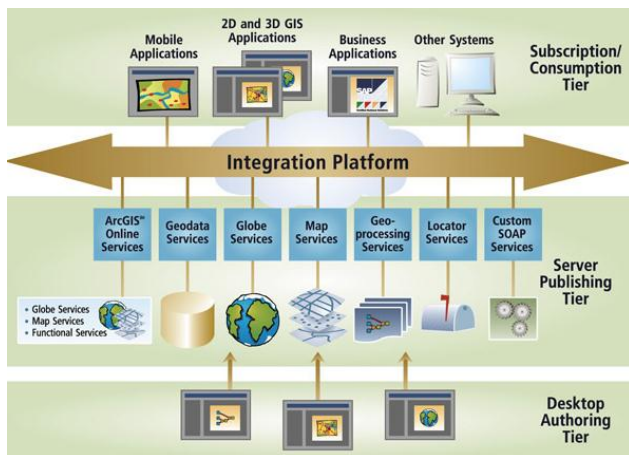 Mobile
Applications
2D and 3D GIS
Applications
Business
Applications
Other Systems
Subscription/
Consumption
Tier
SAP
Integration Platform
ArcGIS™
Online
Services
Geodata
Services
Globe
Services
Map
Services
Geo-
processing
Services
Locator
Services
Custom
SOAP
Services
Server
Publishing
Tier
• Globe Services
• Map Services
• Functional Services
Desktop
Authoring
Tier